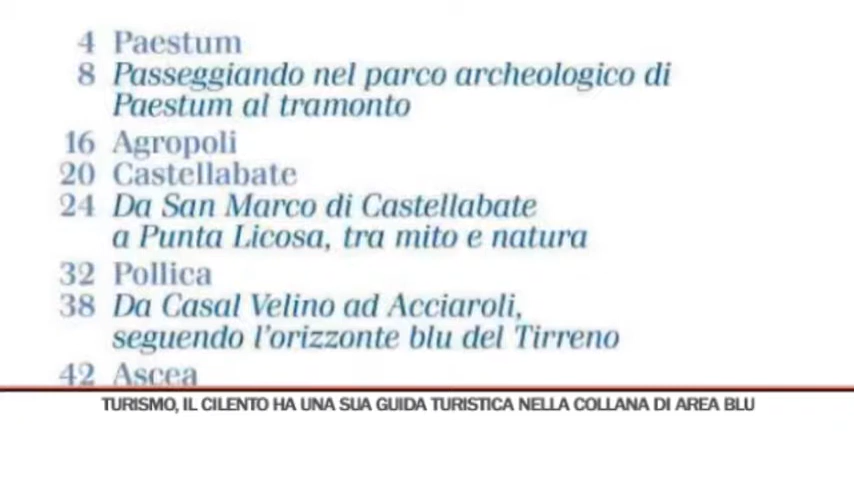 4 Paestum
8 Passeggiando nel parco archeologico di
Paestum al tramonto
16 Agropoli
20 Castellabate
24 Da San Marco di Castellabate
a Punta Licosa, tra mito e natura
32 Pollica
38 Da Casal Velino ad Acciaroli,
seguendo l'orizzonte blu del Tirreno
42 Ascea
TURISMO, IL CILENTO HA UNA SUA GUIDA TURISTICA NELLA COLLANA DI AREA BLU